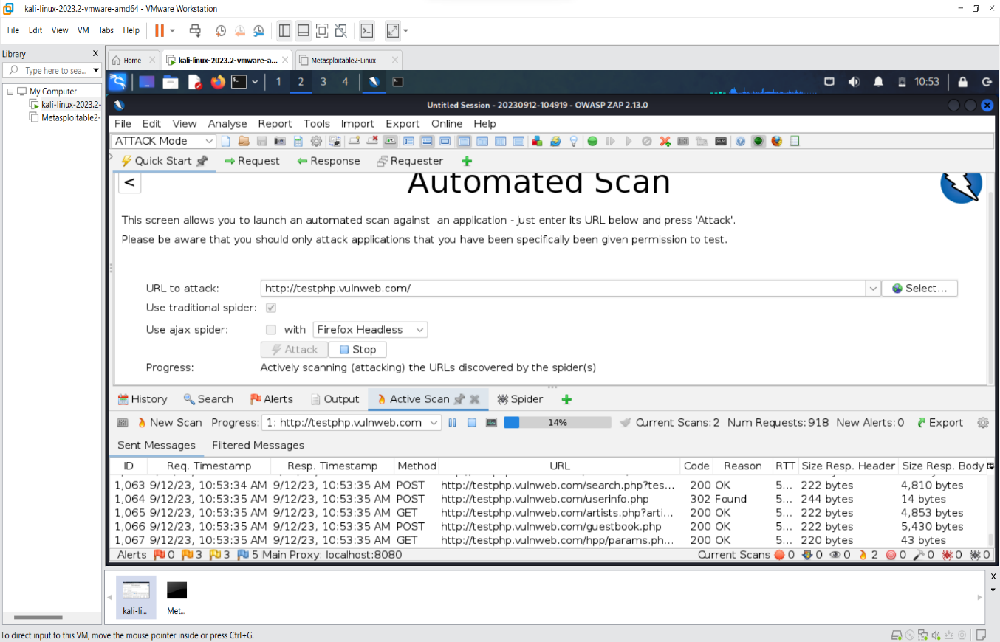 kali-linux-2023.2-vmware-amd64 - VMware Workstation
File Edit View VM Tabs Help
Library X
Home
kali-linux-2023.2-vmware-a...
Metasploitable2-Linux
Type here to sea...
My Computer
kali-linux-2023.2-
Metasploitable2-
1 2 3 4 10:53
Untitled Session - 20230912-104919 - OWASP ZAP 2.13.0
File Edit View Analyse Report Tools Import Export Online Help
ATTACK Mode
Quick Start Request Response Requester
< Automated Scan
This screen allows you to launch an automated scan against an application - just enter its URL below and press 'Attack'.
Please be aware that you should only attack applications that you have been specifically been given permission to test.
URL to attack: http://testphp.vulnweb.com/ Select...
Use traditional spider:
Use ajax spider: with Firefox Headless
Attack Stop
Progress: Actively scanning (attacking) the URLs discovered by the spider(s)
History Search Alerts Output Active Scan Spider
New Scan Progress: 1: http://testphp.vulnweb.com 14% Current Scans: 2 Num Requests: 918 New Alerts: 0 Export
Sent Messages Filtered Messages
ID Req. Timestamp Resp. Timestamp Method URL Code Reason RTT Size Resp. Header Size Resp. Body
1,063 9/12/23, 10:53:34 AM 9/12/23, 10:53:35 AM POST http://testphp.vulnweb.com/search.php?tes... 200 OK 5... 222 bytes 4,810 bytes
1,064 9/12/23, 10:53:35 AM 9/12/23, 10:53:35 AM POST http://testphp.vulnweb.com/userinfo.php 302 Found 5... 244 bytes 14 bytes
1,065 9/12/23, 10:53:35 AM 9/12/23, 10:53:35 AM GET http://testphp.vulnweb.com/artists.php?arti... 200 OK 5... 222 bytes 4,853 bytes
1,066 9/12/23, 10:53:35 AM 9/12/23, 10:53:35 AM POST http://testphp.vulnweb.com/guestbook.php 200 OK 5... 222 bytes 5,430 bytes
1,067 9/12/23, 10:53:35 AM 9/12/23, 10:53:35 AM GET http://testphp.vulnweb.com/hpp/params.ph... 200 OK 5... 220 bytes 43 bytes
Alerts 0 3 3 5 Main Proxy: localhost:8080 Current Scans 0 0 0 2 0 0 0 0
kali-li... Met...
To direct input to this VM, move the mouse pointer inside or press Ctrl+G.